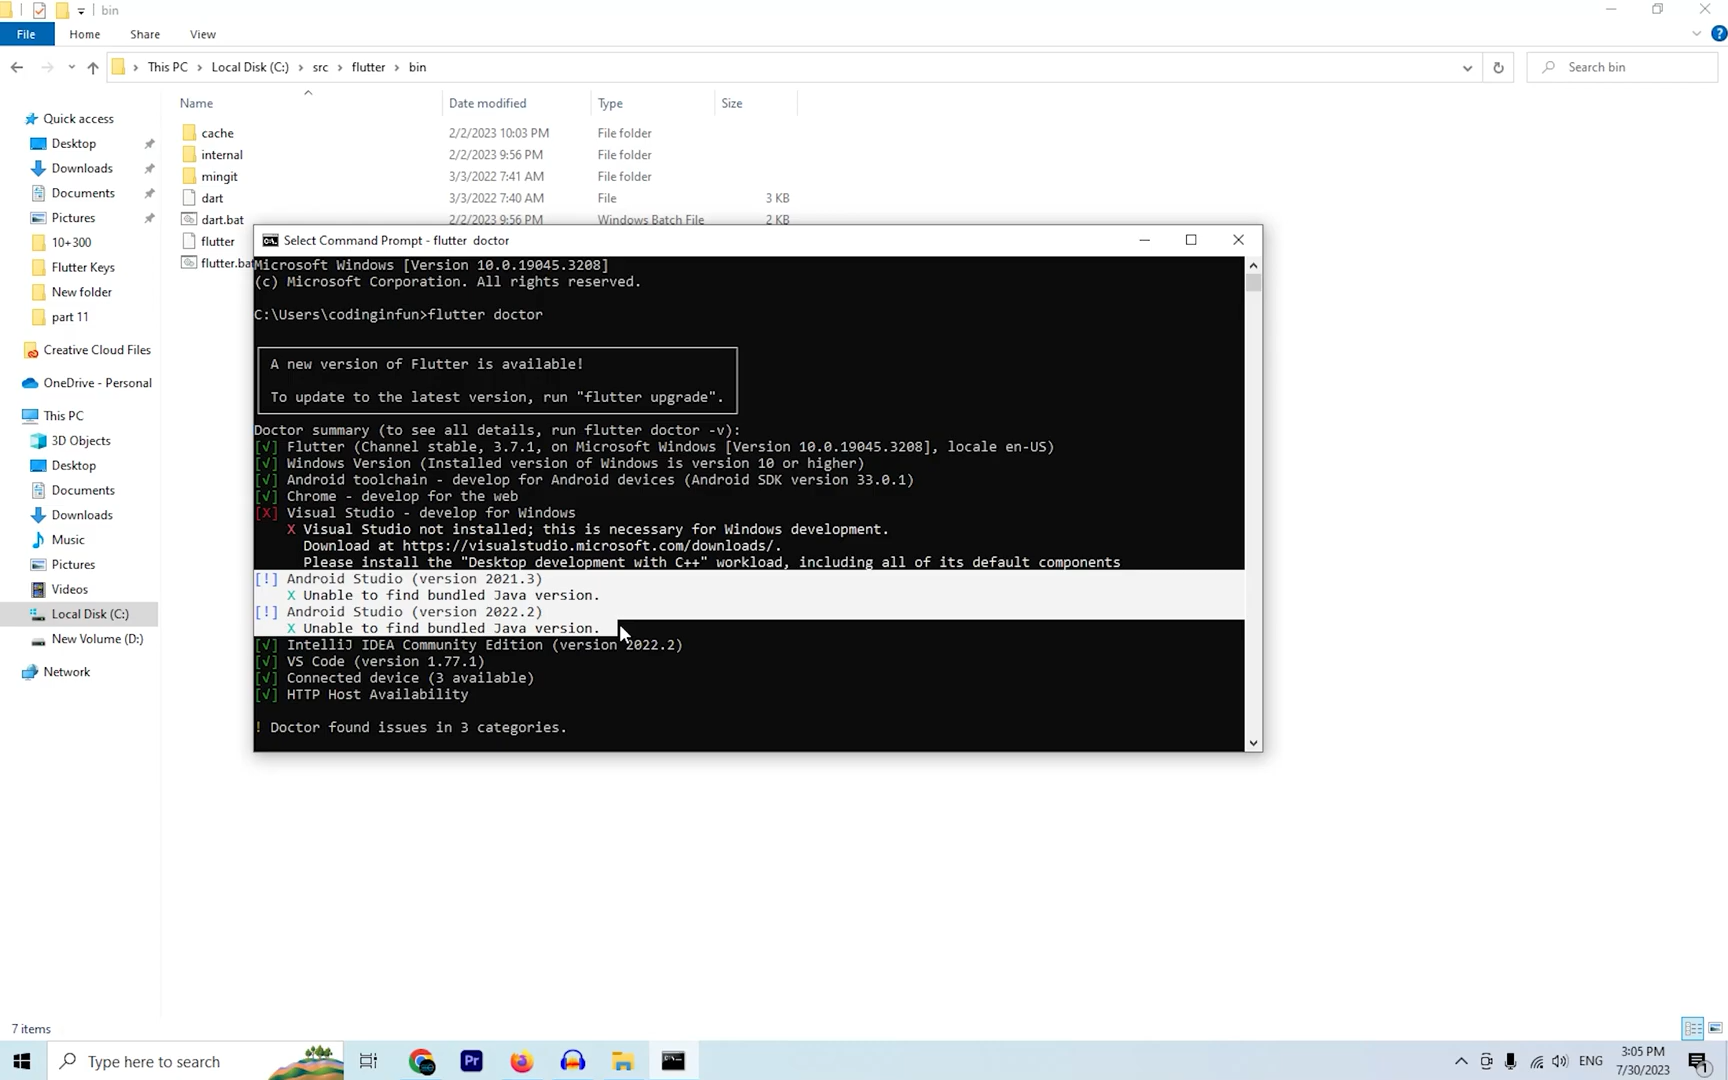 bin
File
Home
Share
View
This PC
Local Disk (C:)
src
flutter
bin
Search bin
Name
Date modified
Type
Size
Quick access
Desktop
Downloads
Documents
Pictures
10+300
Flutter Keys
New folder
part 11
Creative Cloud Files
OneDrive - Personal
This PC
3D Objects
Desktop
Documents
Downloads
Music
Pictures
Videos
Local Disk (C:)
New Volume (D:)
Network
cache 2/2/2023 10:03 PM File folder
internal 2/2/2023 9:56 PM File folder
mingit 3/3/2022 7:41 AM File folder
dart 3/3/2022 7:40 AM File 3 KB
dart.bat 2/2/2023 9:56 PM Windows Batch File 2 KB
flutter
flutter.ba
Select Command Prompt - flutter doctor
Microsoft Windows [Version 10.0.19045.3208]
(c) Microsoft Corporation. All rights reserved.
C:\Users\codinginfun>flutter doctor
A new version of Flutter is available!
To update to the latest version, run "flutter upgrade".
Doctor summary (to see all details, run flutter doctor -v):
[√] Flutter (Channel stable, 3.7.1, on Microsoft Windows [Version 10.0.19045.3208], locale en-US)
[√] Windows Version (Installed version of Windows is version 10 or higher)
[√] Android toolchain - develop for Android devices (Android SDK version 33.0.1)
[√] Chrome - develop for the web
[X] Visual Studio - develop for Windows
X Visual Studio not installed; this is necessary for Windows development.
Download at https://visualstudio.microsoft.com/downloads/.
Please install the "Desktop development with C++" workload, including all of its default components
[!] Android Studio (version 2021.3)
X Unable to find bundled Java version.
[!] Android Studio (version 2022.2)
X Unable to find bundled Java version.
[√] IntelliJ IDEA Community Edition (version 2022.2)
[√] VS Code (version 1.77.1)
[√] Connected device (3 available)
[√] HTTP Host Availability
! Doctor found issues in 3 categories.
7 items
Type here to search
Pr
ENG
3:05 PM
7/30/2023
1